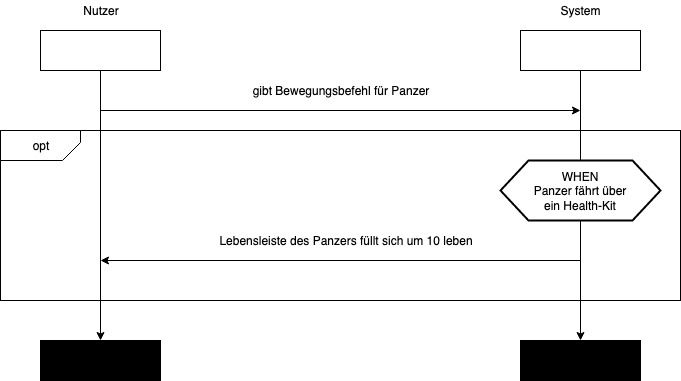 Nutzer
System
gibt Bewegungsbefehl für Panzer
opt
WHEN
Panzer fährt über
ein Health-Kit
Lebensleiste des Panzers füllt sich um 10 leben